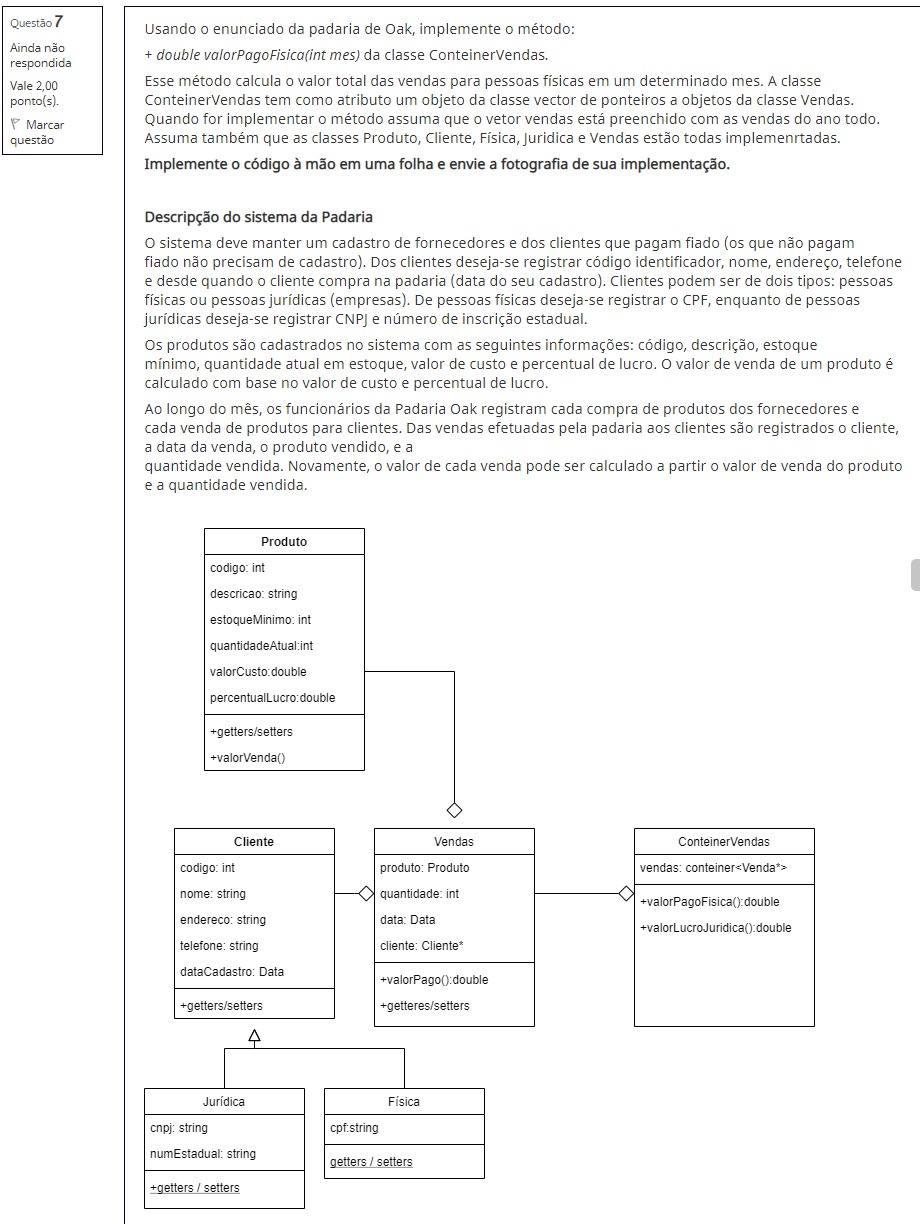 Questão 7
Ainda não
respondida
Vale 2,00
ponto(s).
Marcar
questão
Usando o enunciado da padaria de Oak, implemente o método:
+ double valorPagoFisica(int mes) da classe ConteinerVendas.
Esse método calcula o valor total das vendas para pessoas físicas em um determinado mes. A classe
ConteinerVendas tem como atributo um objeto da classe vector de ponteiros a objetos da classe Vendas.
Quando for implementar o método assuma que o vetor vendas está preenchido com as vendas do ano todo.
Assuma também que as classes Produto, Cliente, Física, Juridica e Vendas estão todas implemenrtadas.
Implemente o código à mão em uma folha e envie a fotografia de sua implementação.
Descripção do sistema da Padaria
O sistema deve manter um cadastro de fornecedores e dos clientes que pagam fiado (os que não pagam
fiado não precisam de cadastro). Dos clientes deseja-se registrar código identificador, nome, endereço, telefone
e desde quando o cliente compra na padaria (data do seu cadastro). Clientes podem ser de dois tipos: pessoas
físicas ou pessoas jurídicas (empresas). De pessoas físicas deseja-se registrar o CPF, enquanto de pessoas
jurídicas deseja-se registrar CNPJ e número de inscrição estadual.
Os produtos são cadastrados no sistema com as seguintes informações: código, descrição, estoque
mínimo, quantidade atual em estoque, valor de custo e percentual de lucro. O valor de venda de um produto é
calculado com base no valor de custo e percentual de lucro.
Ao longo do mês, os funcionários da Padaria Oak registram cada compra de produtos dos fornecedores e
cada venda de produtos para clientes. Das vendas efetuadas pela padaria aos clientes são registrados o cliente,
a data da venda, o produto vendido, e a
quantidade vendida. Novamente, o valor de cada venda pode ser calculado a partir o valor de venda do produto
e a quantidade vendida.
Produto
codigo: int
descricao: string
estoqueMinimo: int
quantidadeAtual:int
valorCusto:double
percentualLucro:double
+getters/setters
+valorVenda()
Cliente
codigo: int
nome: string
endereco: string
telefone: string
dataCadastro: Data
+getters/setters
Vendas
produto: Produto
quantidade: int
data: Data
cliente: Cliente*
+valorPago():double
+getteres/setters
ConteinerVendas
vendas: conteiner<Venda*>
+valorPagoFisica():double
+valorLucroJuridica():double
Jurídica
cnpj: string
numEstadual: string
+getters / setters
Física
cpf:string
getters / setters